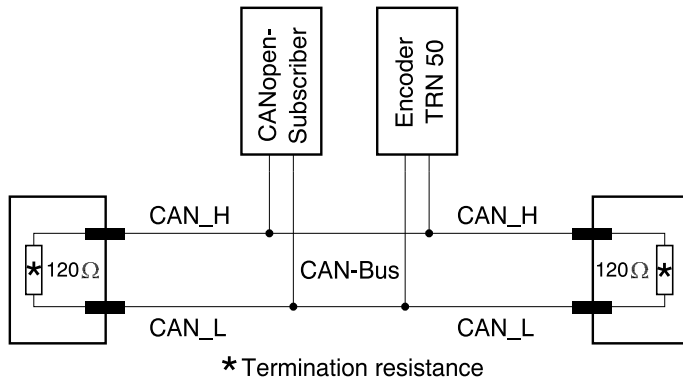 CANopen-
Subscriber
Encoder
TRN 50
CAN_H
CAN_H
* 120Ω
CAN-Bus
120Ω *
CAN_L
CAN_L
* Termination resistance